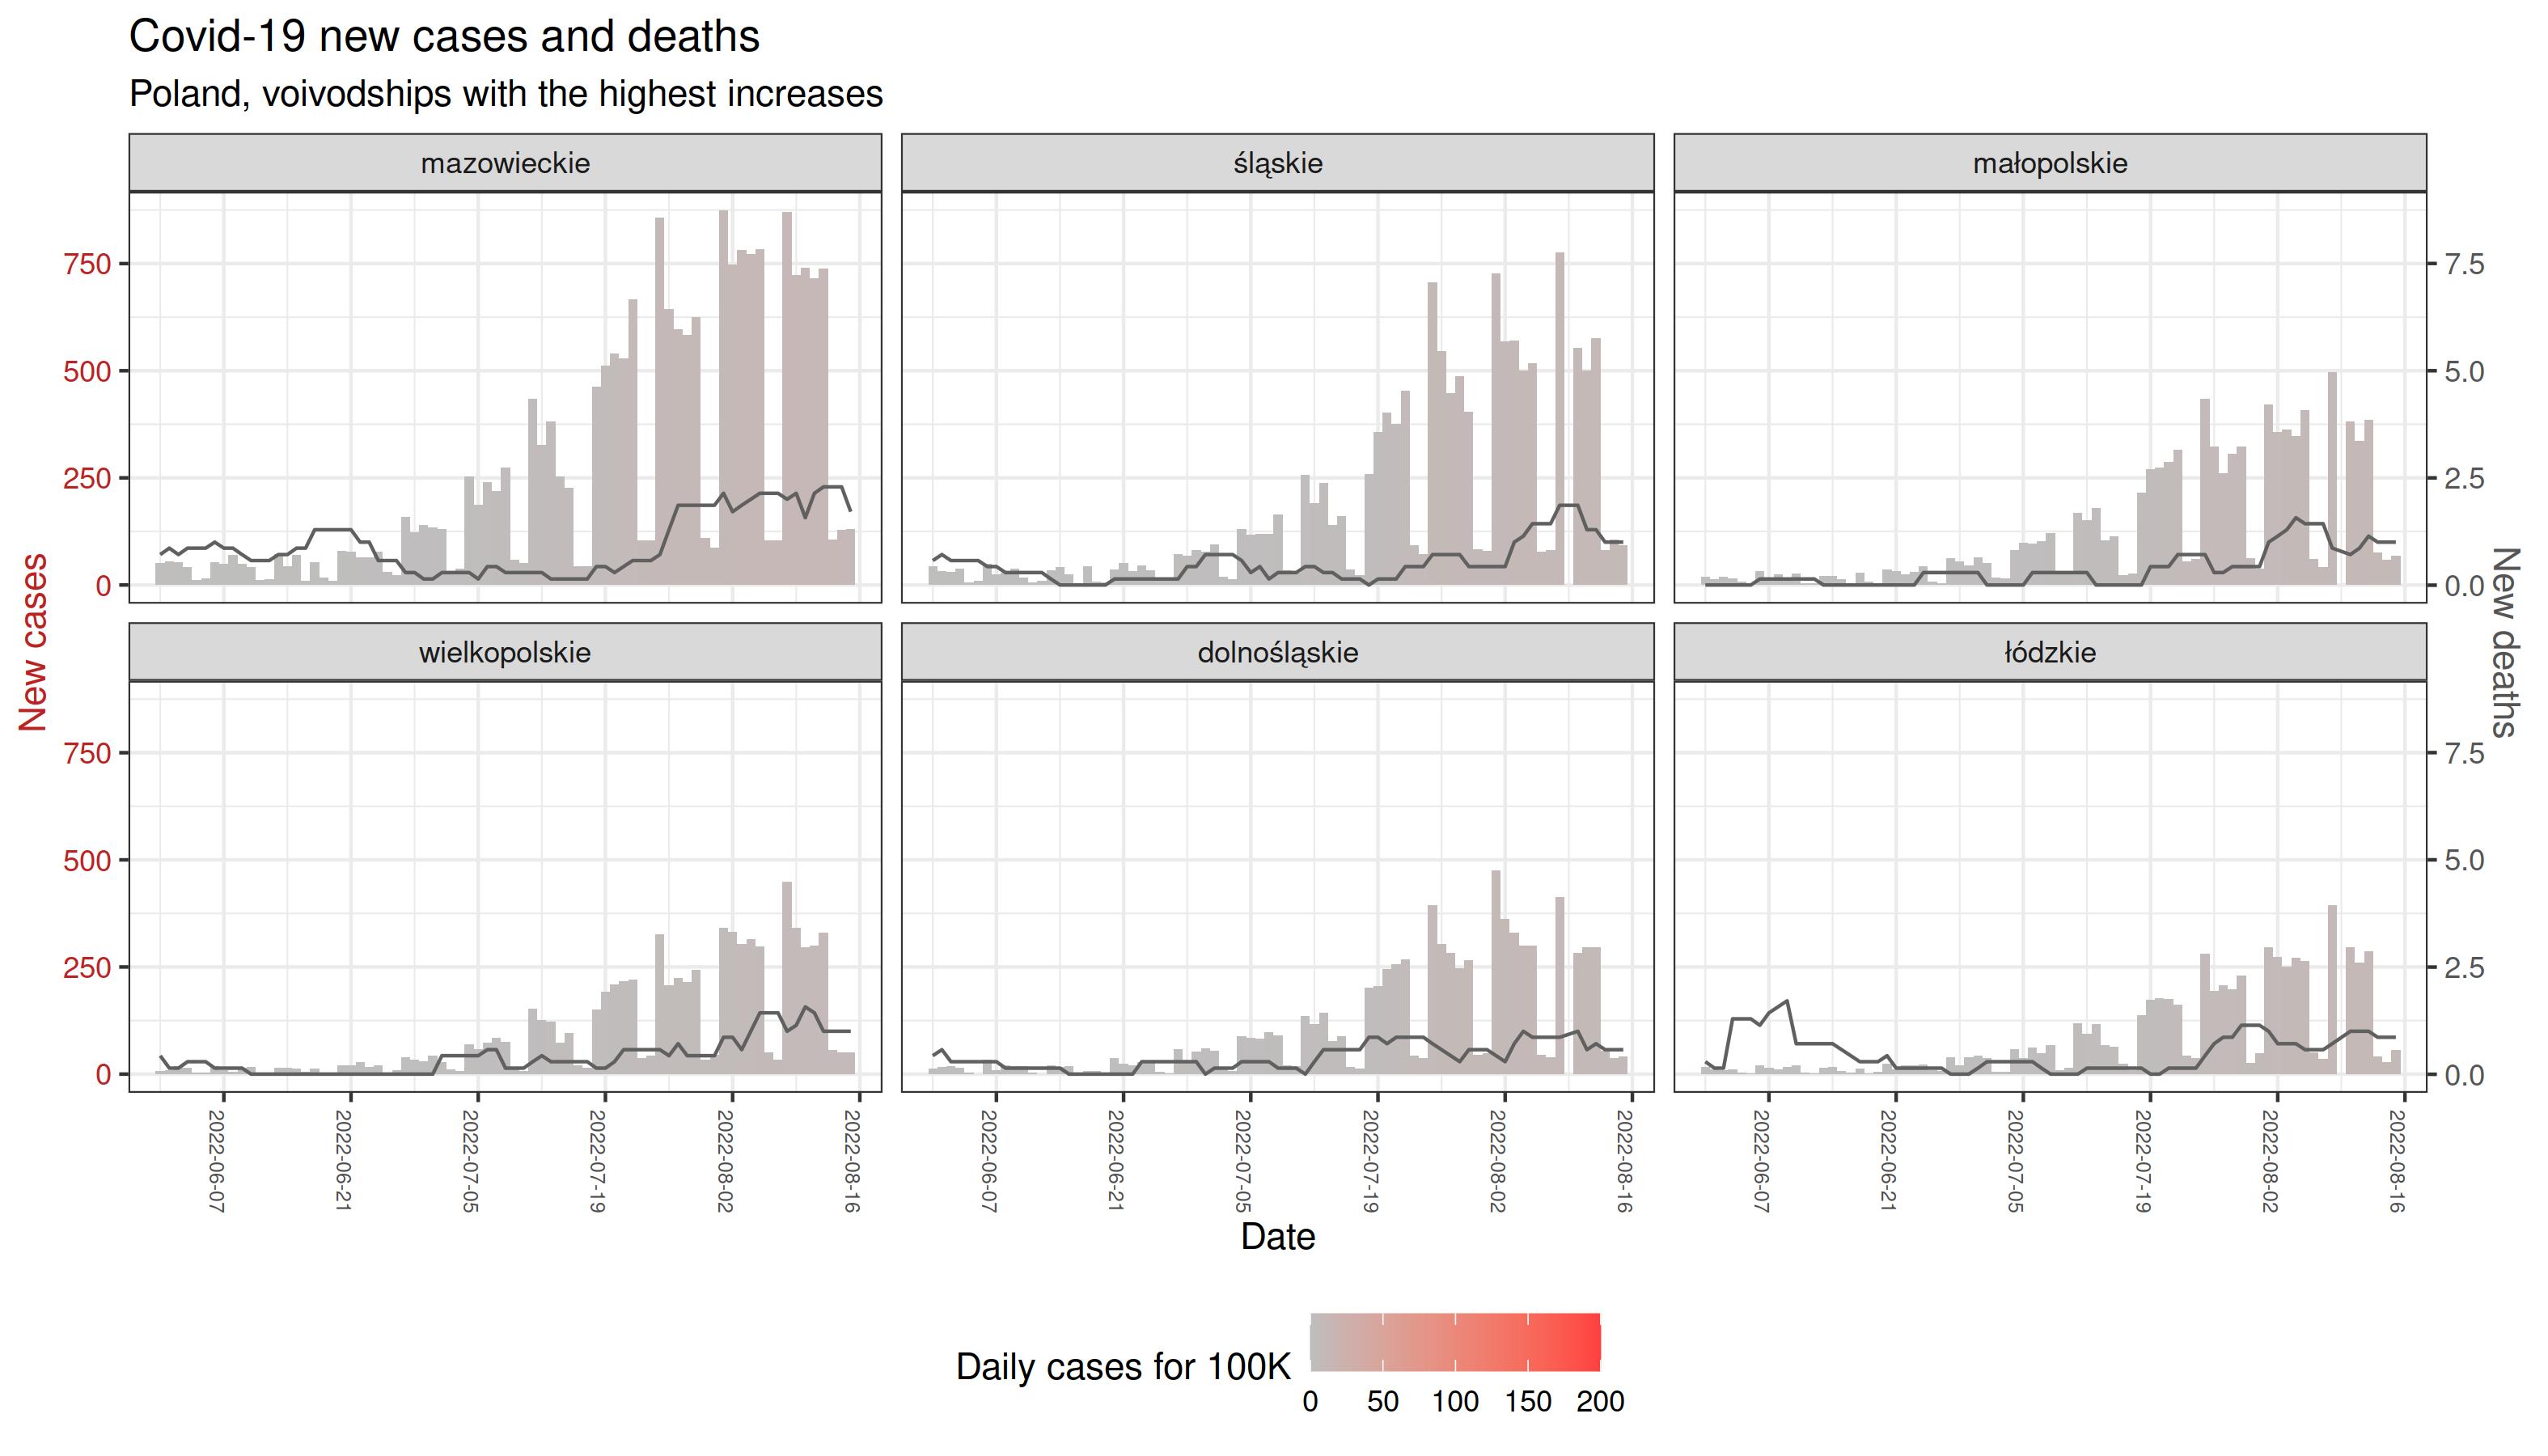 Covid-19 new cases and deaths
Poland, voivodships with the highest increases
mazowieckie
śląskie
małopolskie
750
500
250
0
7.5
5.0
2.5
0.0
wielkopolskie
dolnośląskie
łódzkie
750
500
250
0
7.5
5.0
2.5
0.0
New cases
New deaths
2022-06-07
2022-06-21
2022-07-05
2022-07-19
2022-08-02
2022-08-16
2022-06-07
2022-06-21
2022-07-05
2022-07-19
2022-08-02
2022-08-16
2022-06-07
2022-06-21
2022-07-05
2022-07-19
2022-08-02
2022-08-16
Date
Daily cases for 100K
0 50 100 150 200